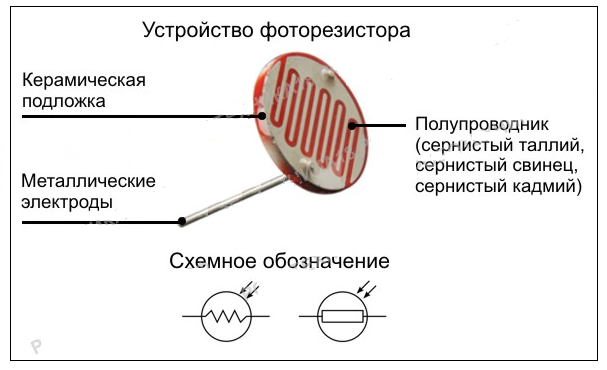 Устройство фоторезистора
Керамическая
подложка
Полупроводник
(сернистый таллий,
сернистый свинец,
сернистый кадмий)
Металлические
электроды
Схемное обозначение
P